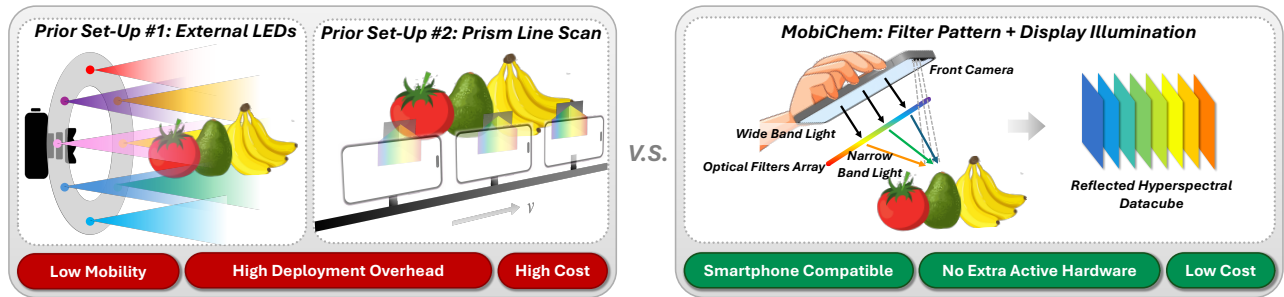 Prior Set-Up #1: External LEDs
Prior Set-Up #2: Prism Line Scan
v
Low Mobility
High Deployment Overhead
High Cost
V.S.
MobiChem: Filter Pattern + Display Illumination
Front Camera
Wide Band Light
Optical Filters Array
Narrow
Band Light
Reflected Hyperspectral
Datacube
Smartphone Compatible
No Extra Active Hardware
Low Cost